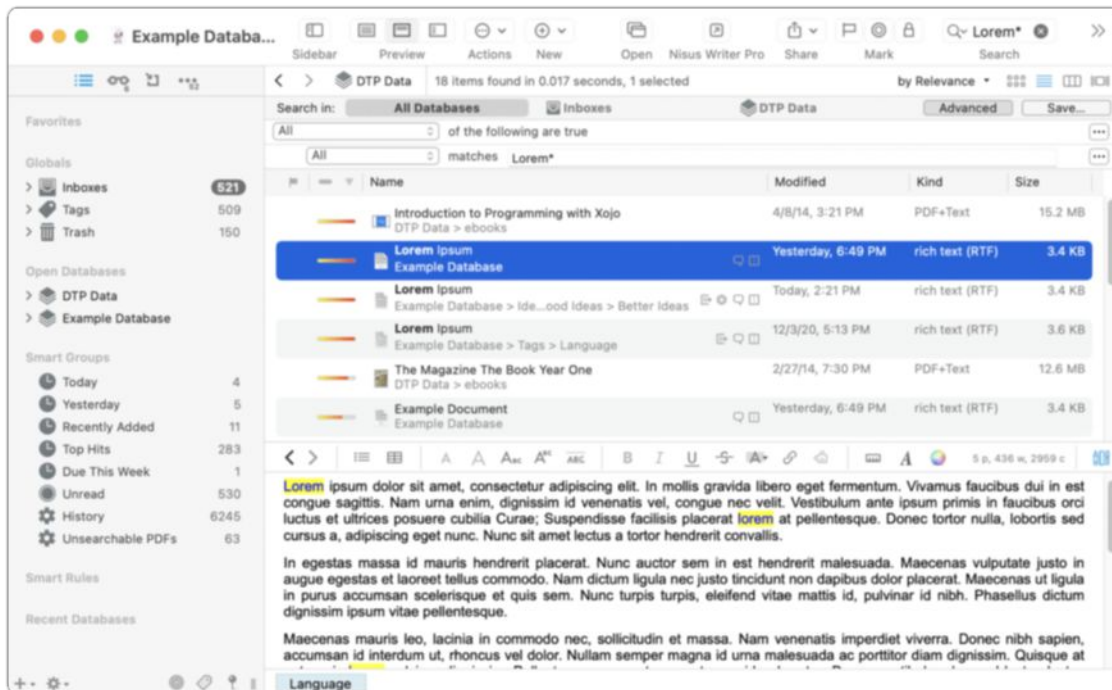 Example Databa...
Sidebar
Preview
Actions
New
Open
Nisus Writer Pro
Share
Mark
Lorem*
Search
DTP Data
18 items found in 0.017 seconds, 1 selected
by Relevance
Search in:
All Databases
Inboxes
DTP Data
Advanced
Save...
All
of the following are true
All
matches
Lorem*
Favorites
Globals
Inboxes 521
Tags 509
Trash 150
Open Databases
DTP Data
Example Database
Smart Groups
Today 4
Yesterday 5
Recently Added 11
Top Hits 283
Due This Week 1
Unread 530
History 6245
Unsearchable PDFs 63
Smart Rules
Recent Databases
Name Modified Kind Size
Introduction to Programming with Xojo 4/8/14, 3:21 PM PDF+Text 15.2 MB
DTP Data > ebooks
Lorem Ipsum Yesterday, 6:49 PM rich text (RTF) 3.4 KB
Example Database
Lorem Ipsum Today, 2:21 PM rich text (RTF) 3.4 KB
Example Database > Ide...ood Ideas > Better Ideas
Lorem Ipsum 12/3/20, 5:13 PM rich text (RTF) 3.6 KB
Example Database > Tags > Language
The Magazine The Book Year One 2/27/14, 7:30 PM PDF+Text 12.6 MB
DTP Data > ebooks
Example Document Yesterday, 6:49 PM rich text (RTF) 3.4 KB
Example Database
5 p, 436 w, 2959 c
Lorem ipsum dolor sit amet, consectetur adipiscing elit. In mollis gravida libero eget fermentum. Vivamus faucibus dui in est
congue sagittis. Nam urna enim, dignissim id venenatis vel, congue nec velit. Vestibulum ante ipsum primis in faucibus orci
luctus et ultrices posuere cubilia Curae; Suspendisse facilisis placerat lorem at pellentesque. Donec tortor nulla, lobortis sed
cursus a, adipiscing eget nunc. Nunc sit amet lectus a tortor hendrerit convallis.
In egestas massa id mauris hendrerit placerat. Nunc auctor sem in est hendrerit malesuada. Maecenas vulputate justo in
augue egestas et laoreet tellus commodo. Nam dictum ligula nec justo tincidunt non dapibus dolor placerat. Maecenas ut ligula
in purus accumsan scelerisque et quis sem. Nunc turpis turpis, eleifend vitae mattis id, pulvinar id nibh. Phasellus dictum
dignissim ipsum vitae pellentesque.
Maecenas mauris leo, lacinia in commodo nec, sollicitudin et massa. Nam venenatis imperdiet viverra. Donec nibh sapien,
accumsan id interdum ut, rhoncus vel dolor. Nullam semper magna id urna malesuada ac porttitor diam dignissim. Quisque at
Language